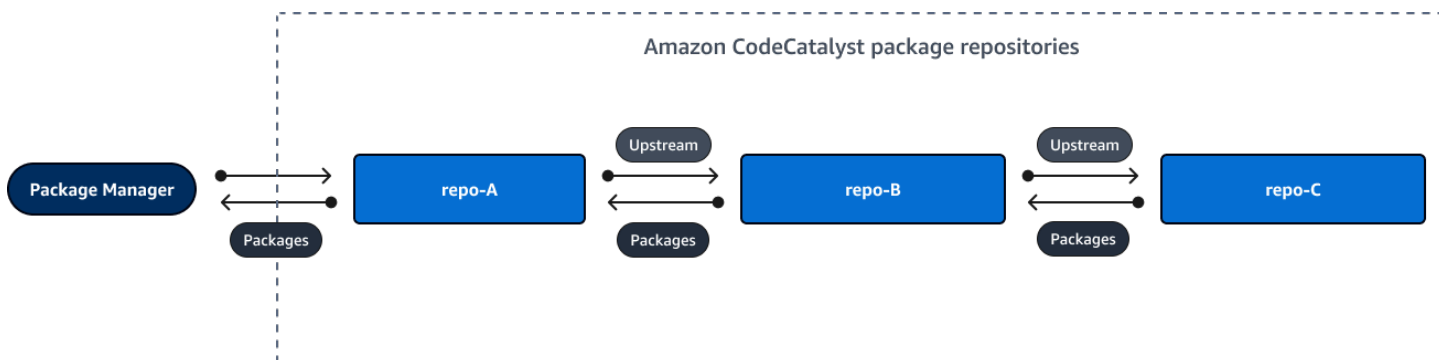 Amazon CodeCatalyst package repositories
Upstream
Upstream
Package Manager
repo-A
repo-B
repo-C
Packages
Packages
Packages